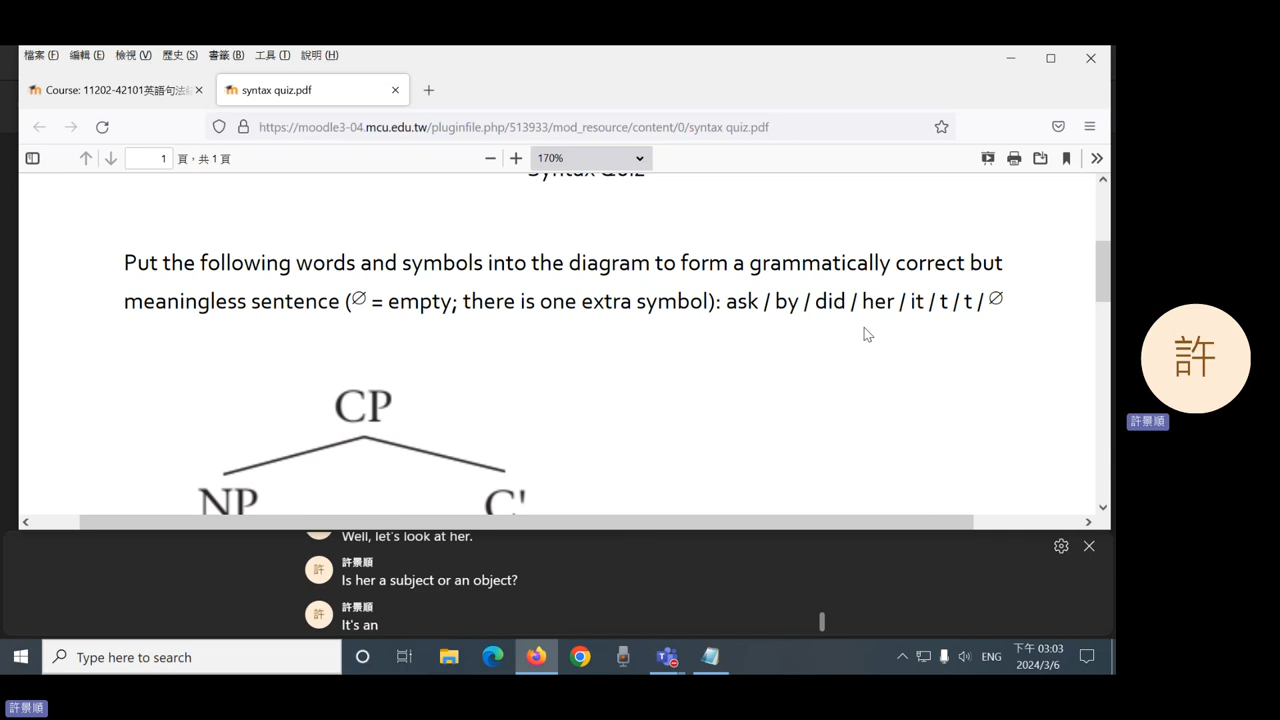 檔案 (F) 編輯 (E) 檢視 (V) 歷史 (S) 書籤 (B) 工具 (T) 說明 (H)
Course: 11202-42101英語句法結
syntax quiz.pdf
https://moodle3-04.mcu.edu.tw/pluginfile.php/513933/mod_resource/content/0/syntax quiz.pdf
1 頁，共 1 頁
170%
Syntax Quiz
Put the following words and symbols into the diagram to form a grammatically correct but
meaningless sentence (∅ = empty; there is one extra symbol): ask / by / did / her / it / t / t / ∅
CP
NP C'
許
許景順
Well, let's look at her.
許景順
許 Is her a subject or an object?
許景順
許 It's an
Type here to search
ENG
下午 03:03
2024/3/6
許景順